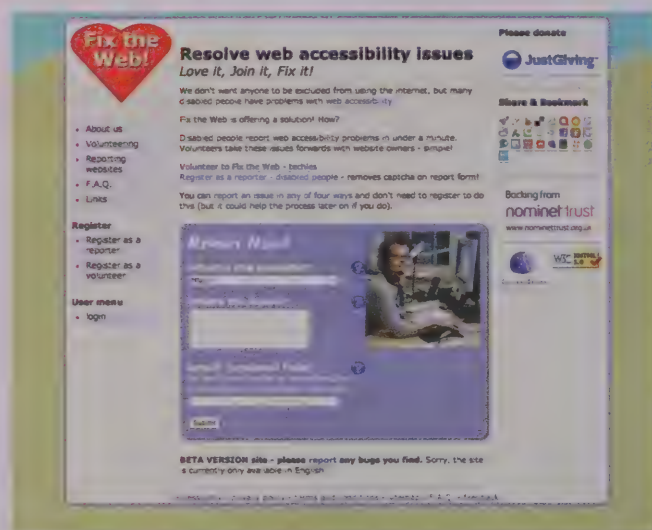 Fix the
Web!
About us
Volunteering
Reporting
websites
F.A.Q.
Links
Register
Register as a
reporter
Register as a
volunteer
User menu
login
Resolve web accessibility issues
Love it, Join it, Fix it!
We don't want anyone to be excluded from using the internet, but many
disabled people have problems with web accessibility
Fix the Web is offering a solution! How?
Disabled people report web accessibility problems in under a minute.
Volunteers take these issues forwards with website owners - simple!
Volunteer to Fix the Web - techies
Register as a reporter - disabled people - removes captcha on report form!
You can report an issue in any of four ways and don't need to register to do
this (but it could help the process later on if you do).
Report Now!
Submit
BETA VERSION site - please report any bugs you find. Sorry, the site
is currently only available in English
Please donate
JustGiving
Share & Bookmark
Backing from
nominet trust
www.nominettrust.org.uk
W3C XHTML 1.0